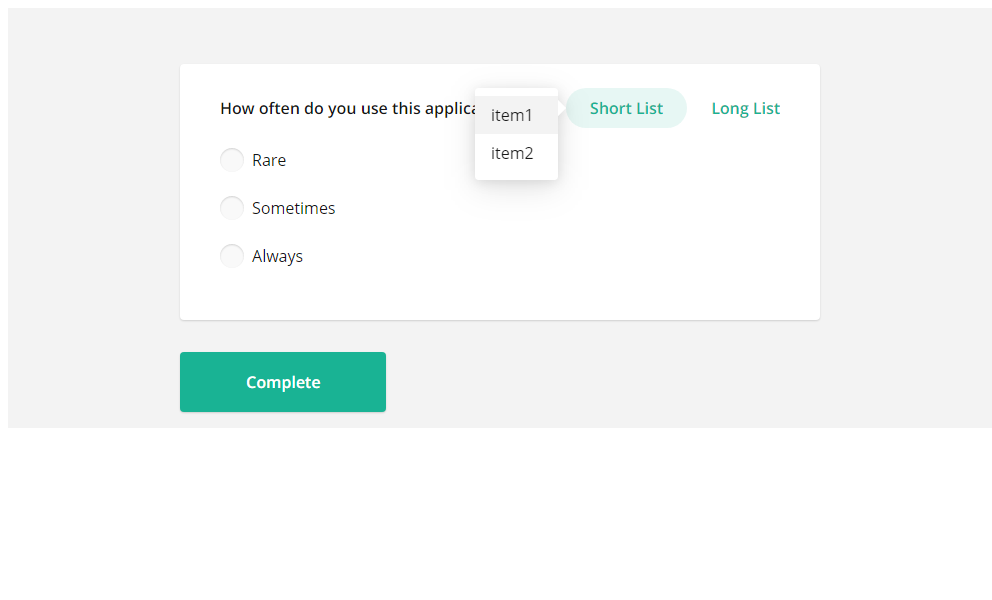 How often do you use this applica
Short List
Long List
item1
item2
Rare
Sometimes
Always
Complete